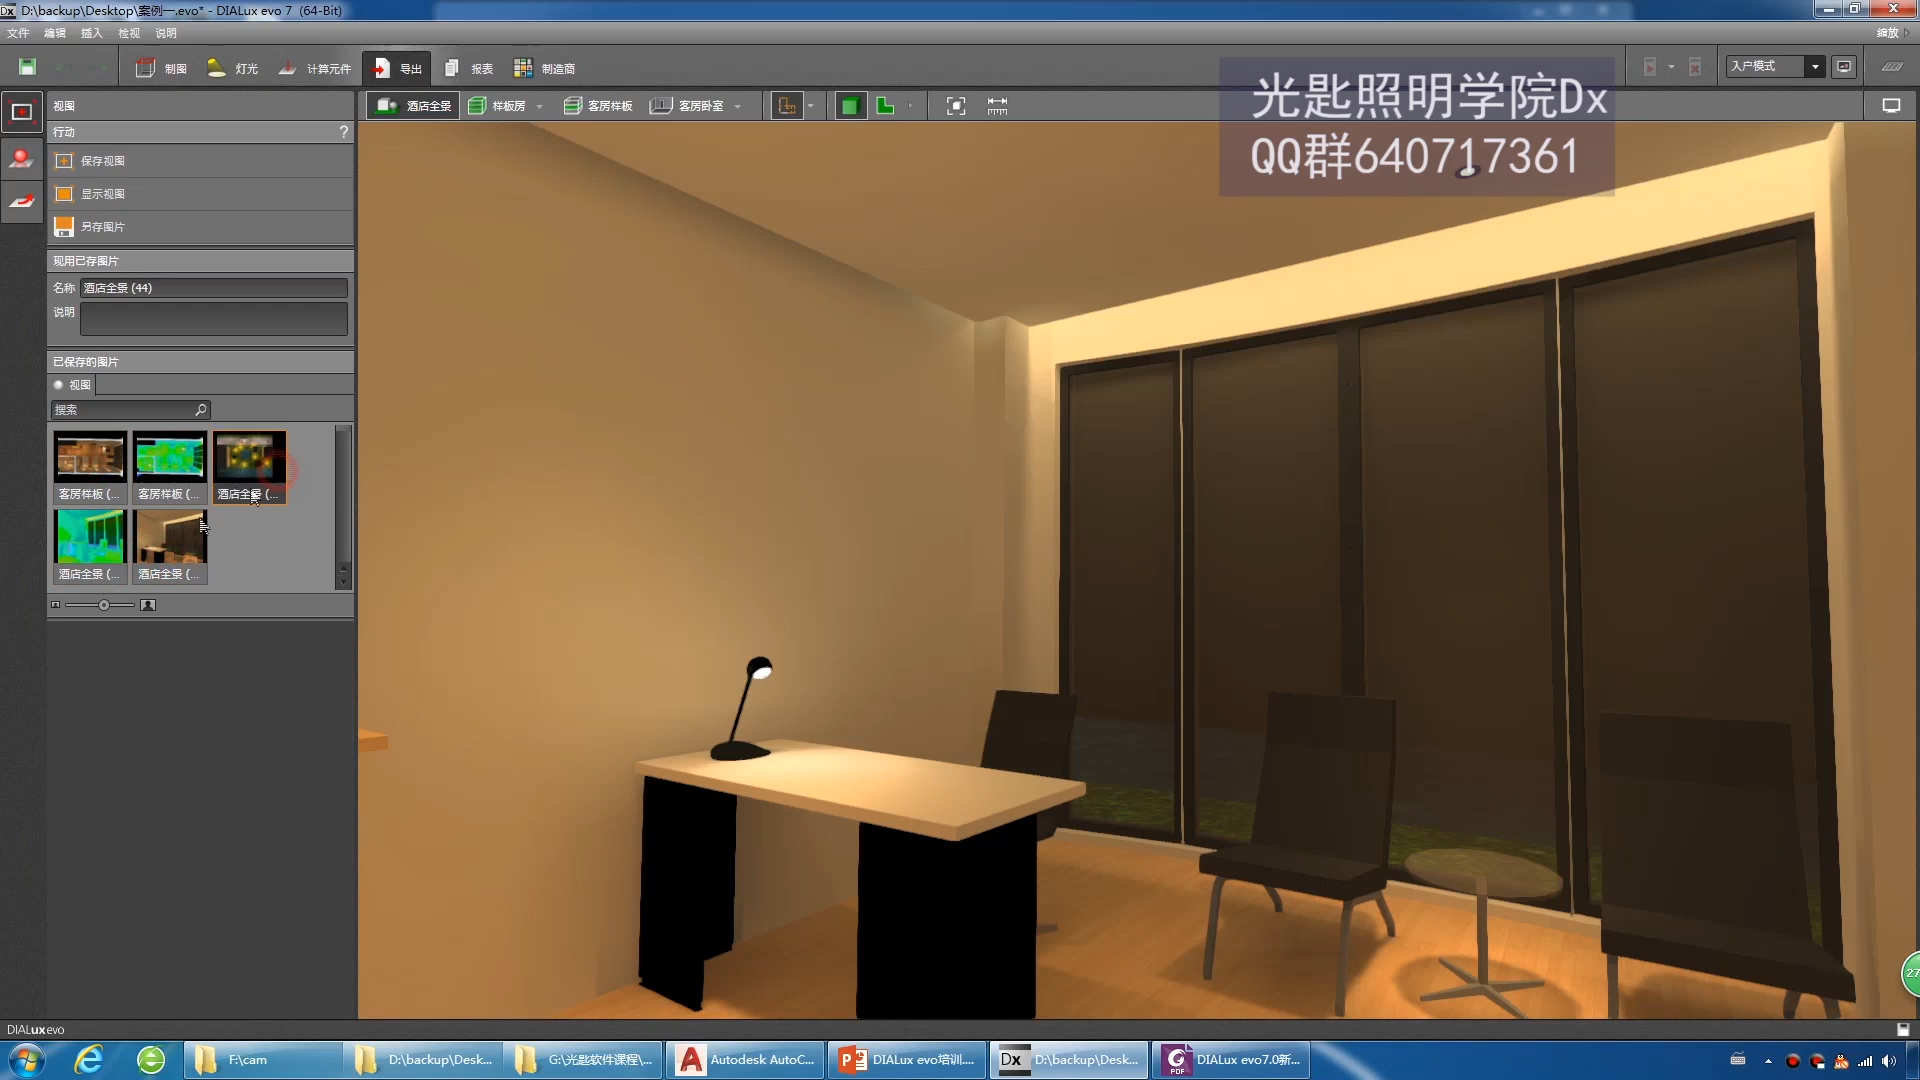 D:\backup\Desktop\案例一.evo* - DIALux evo 7  (64-Bit)
文件 编辑 插入 检视 说明
缩放
制图 灯光 计算元件 导出 报表 制造商
入户模式
光匙照明学院Dx
QQ群640717361
视图
酒店全景 样板房 客房样板 客房卧室
行动 ?
保存视图
显示视图
另存图片
现用已存图片
名称 酒店全景 (44)
说明
已保存的图片
视图
搜索
客房样板 (... 客房样板 (... 酒店全景 (...
酒店全景 (... 酒店全景 (...
27
DIALux evo
F:\cam D:\backup\Desk... G:\光匙软件课程\... Autodesk AutoC... DIALux evo培训.... D:\backup\Desk... DIALux evo7.0新...